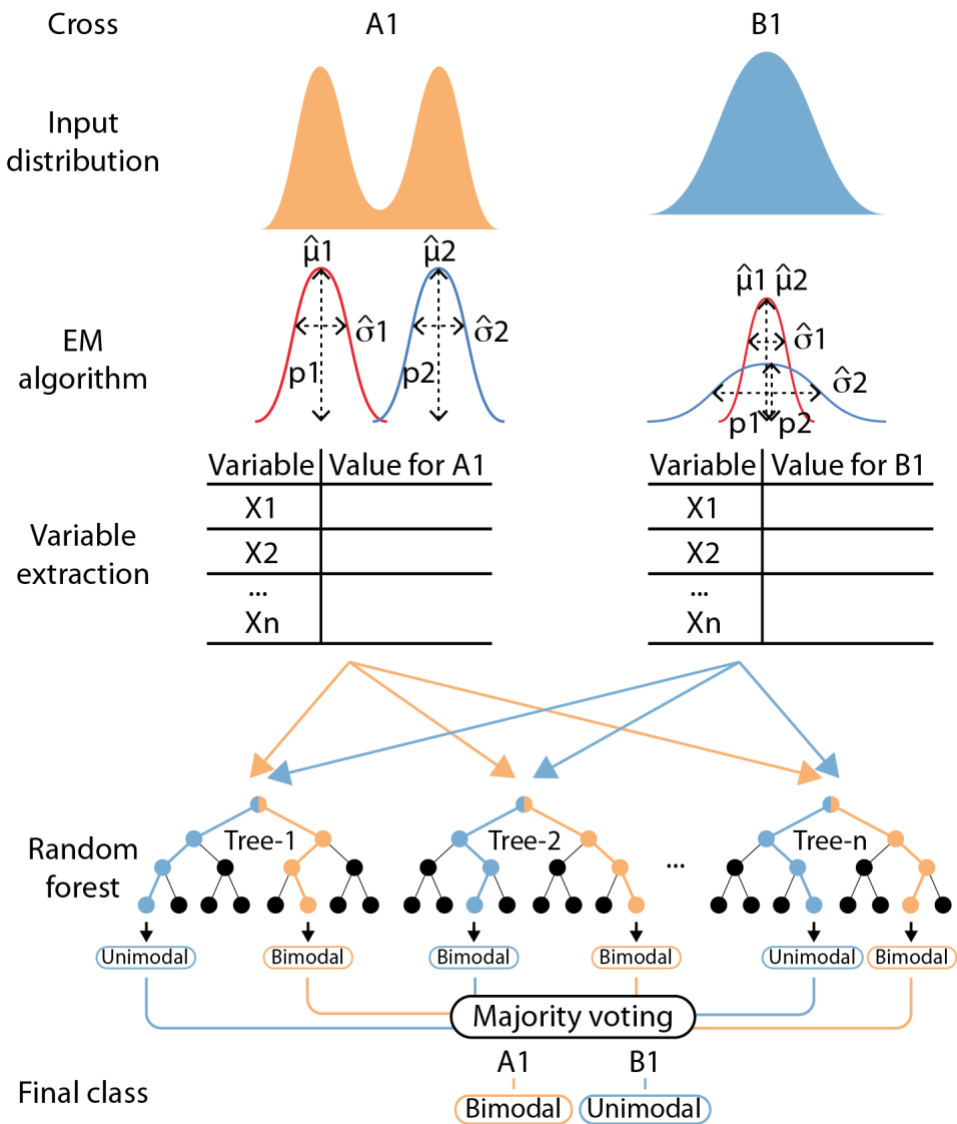 Cross
A1
B1
Input
distribution
μ̂1
μ̂2
μ̂1 μ̂2
EM
algorithm
σ̂1
σ̂2
p1
p2
σ̂1
σ̂2
p1 p2
Variable Value for A1
X1
X2
...
Xn
Variable Value for B1
X1
X2
...
Xn
Variable
extraction
Random
forest
Tree-1
Tree-2
...
Tree-n
Unimodal
Bimodal
Bimodal
Bimodal
Unimodal
Bimodal
Majority voting
Final class
A1
B1
Bimodal
Unimodal